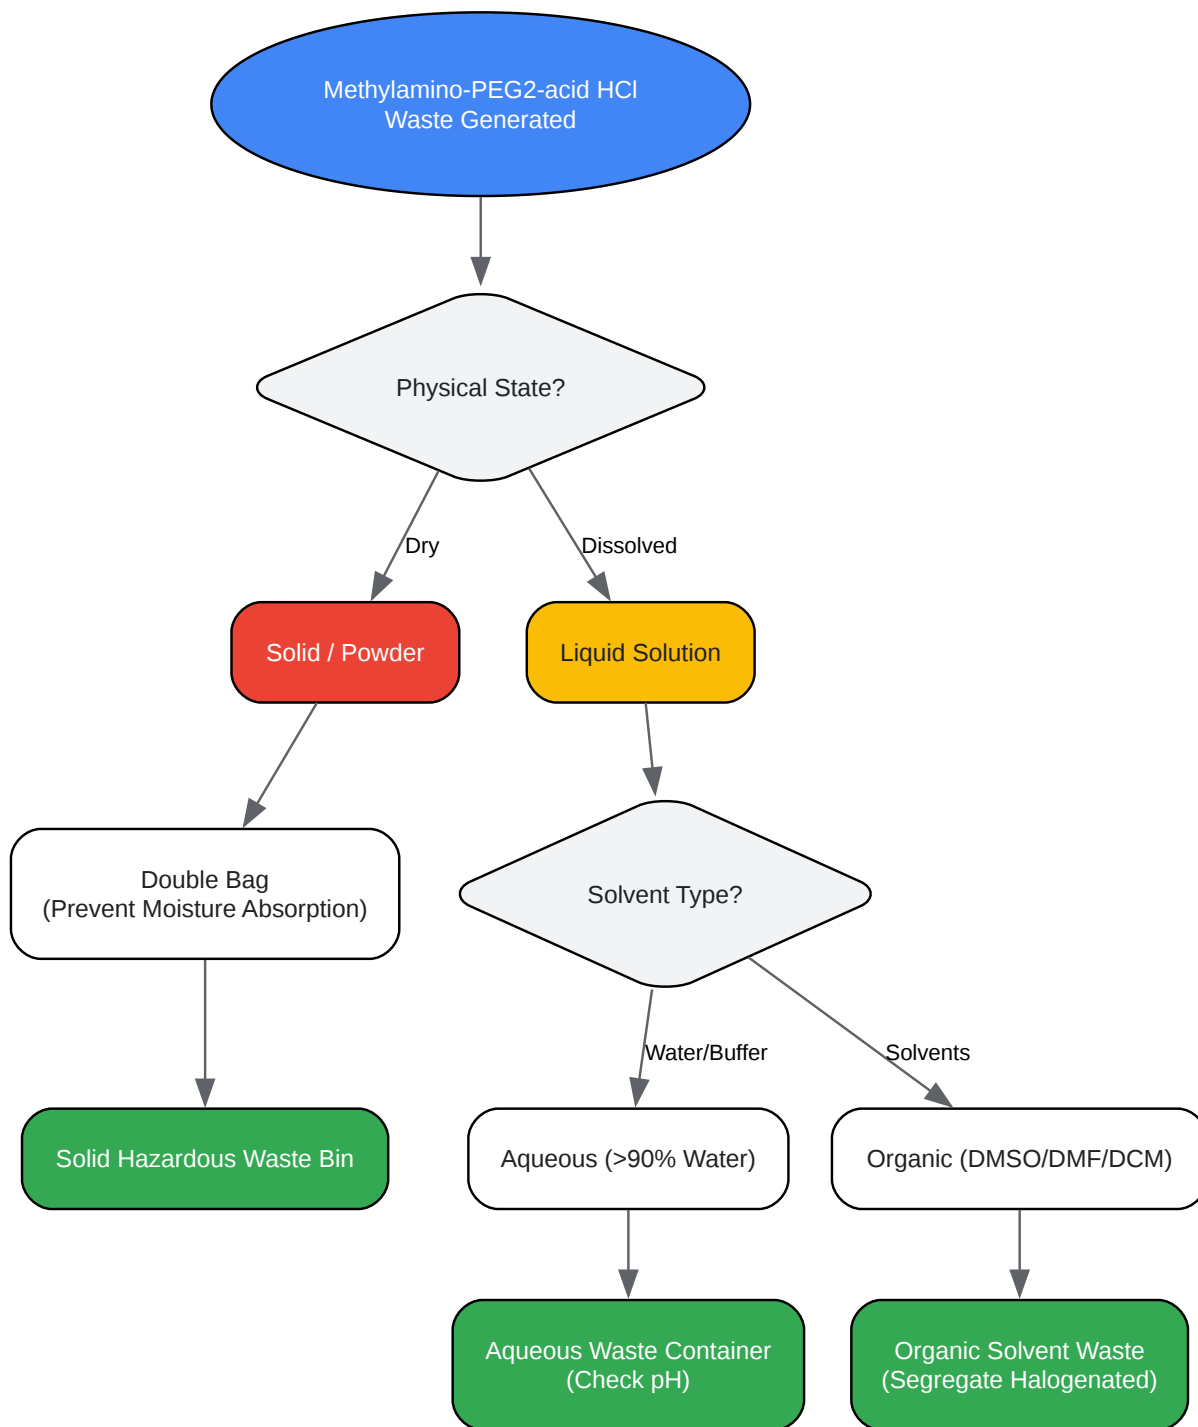 Methylamino-PEG2-acid HCl
Waste Generated
Physical State?
Dry
Dissolved
Solid / Powder
Liquid Solution
Double Bag
(Prevent Moisture Absorption)
Solvent Type?
Water/Buffer
Solvents
Solid Hazardous Waste Bin
Aqueous (>90% Water)
Organic (DMSO/DMF/DCM)
Aqueous Waste Container
(Check pH)
Organic Solvent Waste
(Segregate Halogenated)